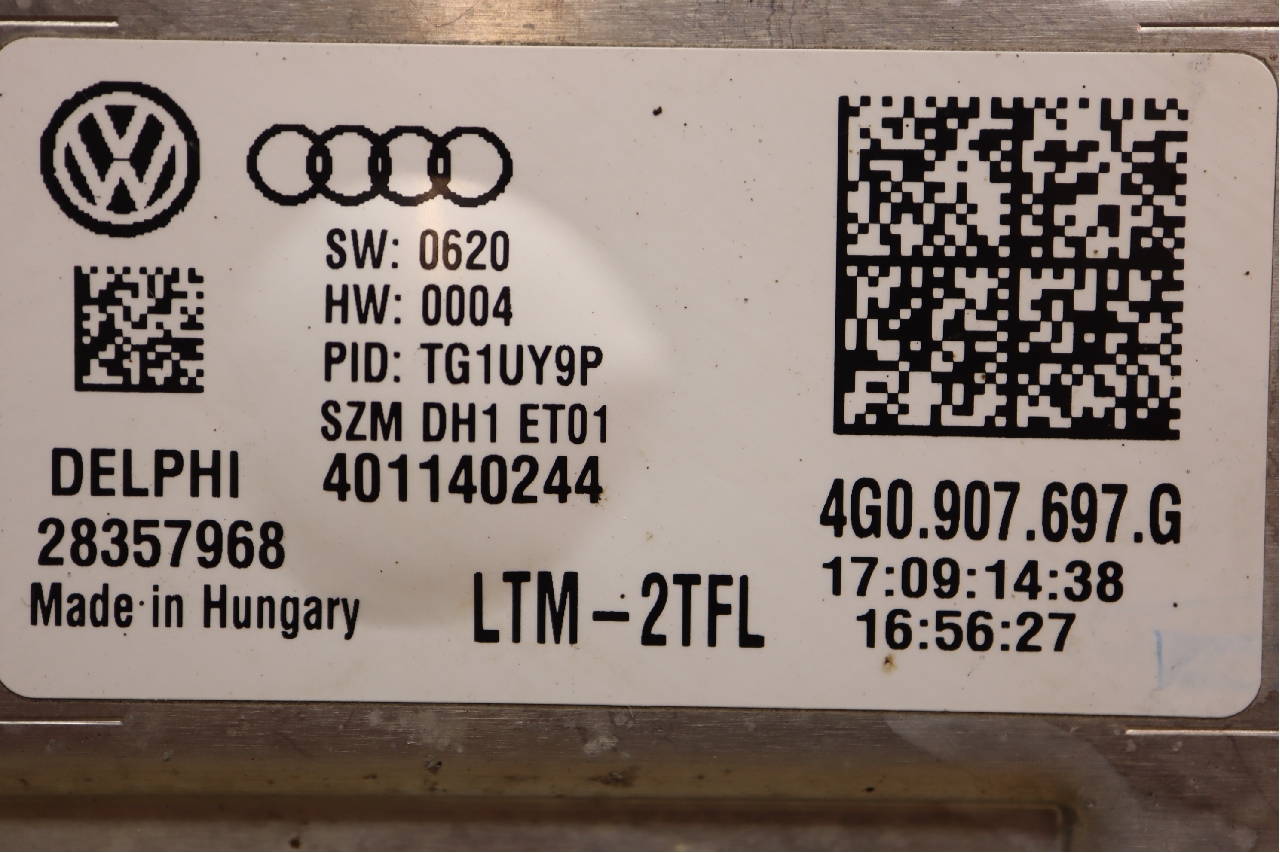 SW: 0620
HW: 0004
PID: TG1UY9P
SZM DH1 ET01
401140244
DELPHI
28357968
Made in Hungary
LTM-2TFL
4G0.907.697.G
17:09:14:38
16:56:27